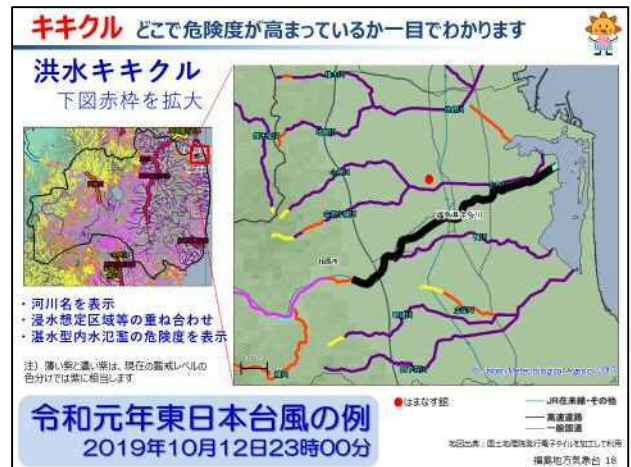 キキクル どこで危険度が高まっているか一目でわかります
洪水キキクル
下図赤枠を拡大
・河川名を表示
・浸水想定区域等の重ね合わせ
・湛水型内水氾濫の危険度を表示
注）薄い紫と濃い紫は、現在の警戒レベルの
色分けでは紫に相当します
令和元年東日本台風の例
2019年10月12日23時00分
●はまなす館
JR在来線・その他
高速道路
一般国道
地図出典：国土地理院発行電子タイルを加工して利用
福島地方気象台 18